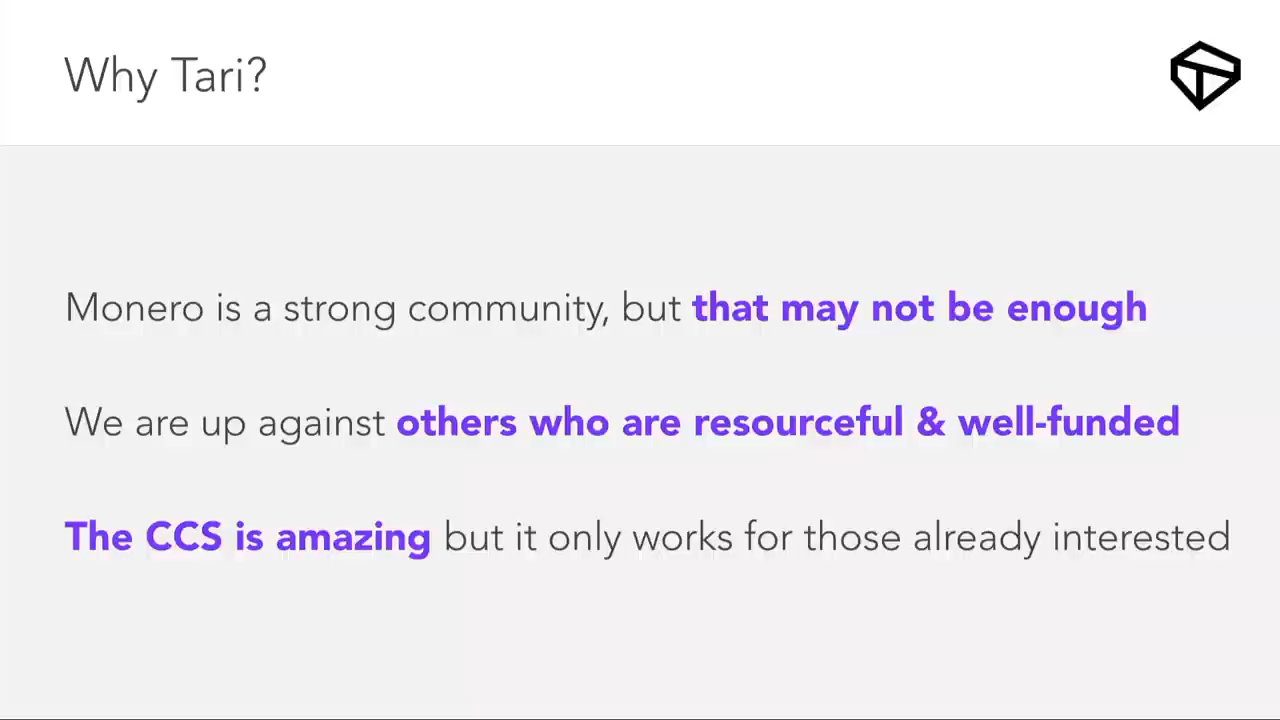 Why Tari?
Monero is a strong community, but that may not be enough
We are up against others who are resourceful & well-funded
The CCS is amazing but it only works for those already interested